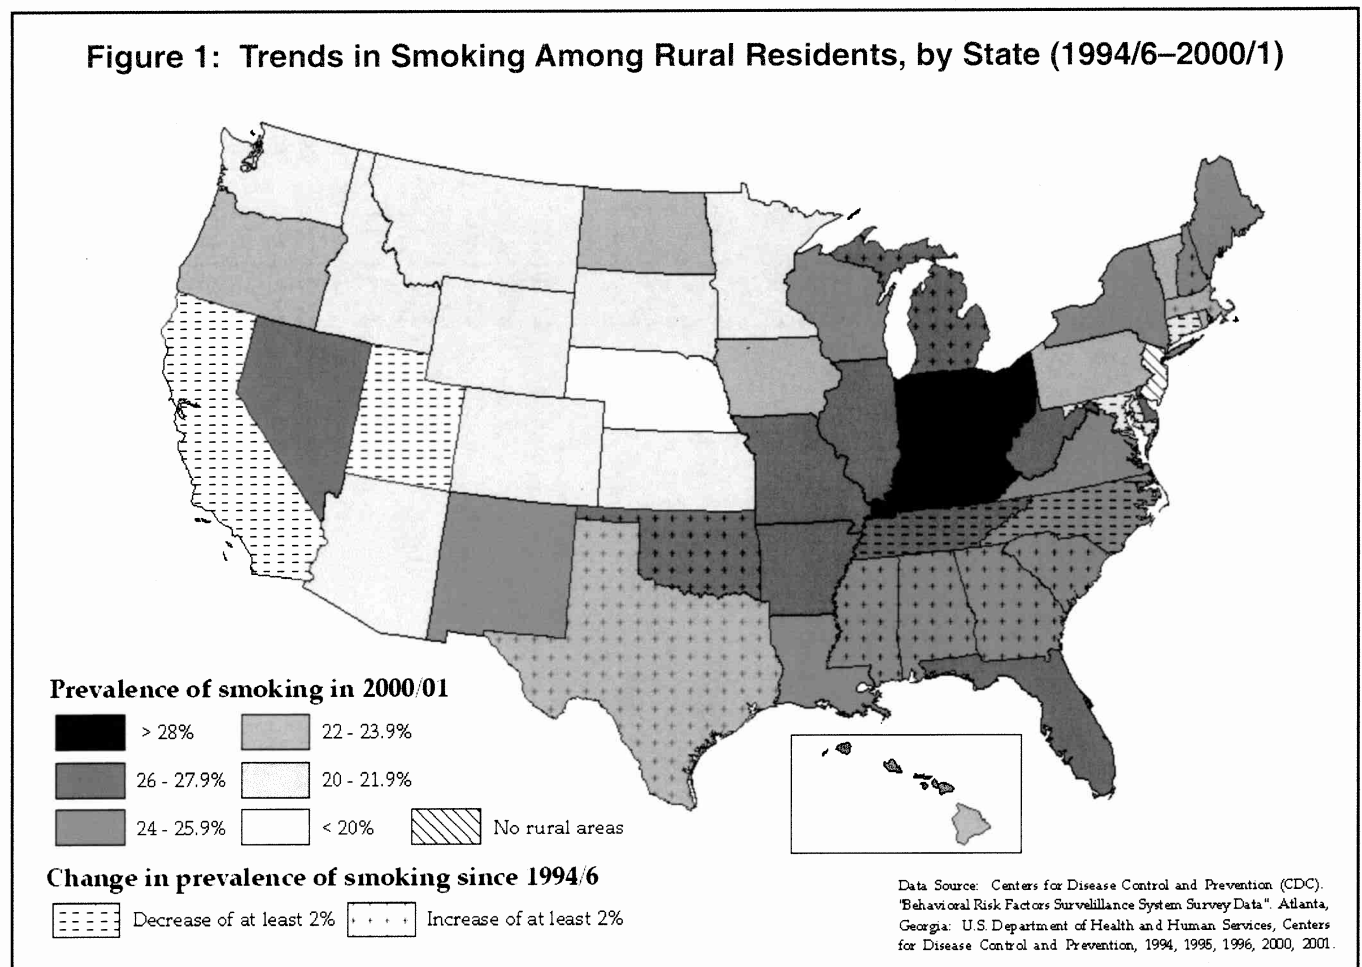 Figure 1: Trends in Smoking Among Rural Residents, by State (1994/6–2000/1)
Prevalence of smoking in 2000/01
> 28%
22 - 23.9%
26 - 27.9%
20 - 21.9%
24 - 25.9%
< 20%
No rural areas
Change in prevalence of smoking since 1994/6
Decrease of at least 2%
Increase of at least 2%
Data Source: Centers for Disease Control and Prevention (CDC).
"Behavioral Risk Factors Survelillance System Survey Data". Atlanta,
Georgia: U.S. Department of Health and Human Services, Centers
for Disease Control and Prevention, 1994, 1995, 1996, 2000, 2001.